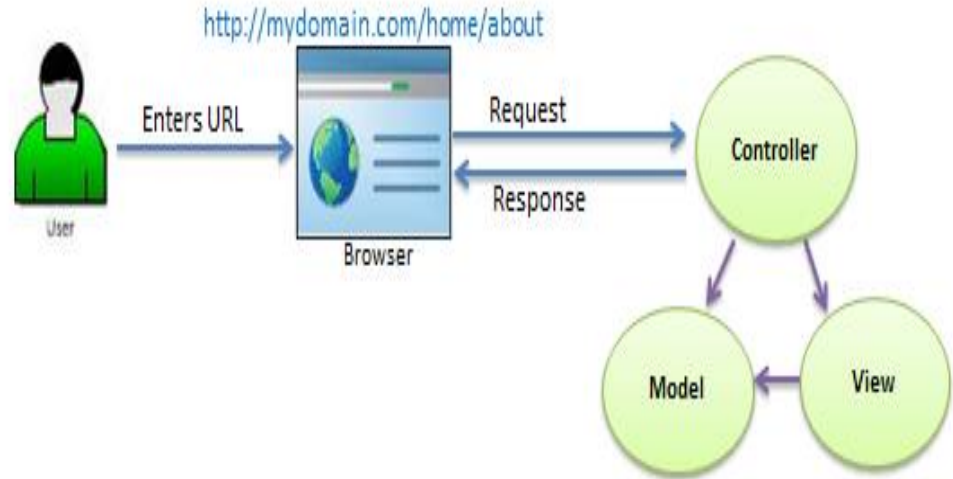 http://mydomain.com/home/about
Enters URL
Request
Response
Controller
User
Browser
Model
View